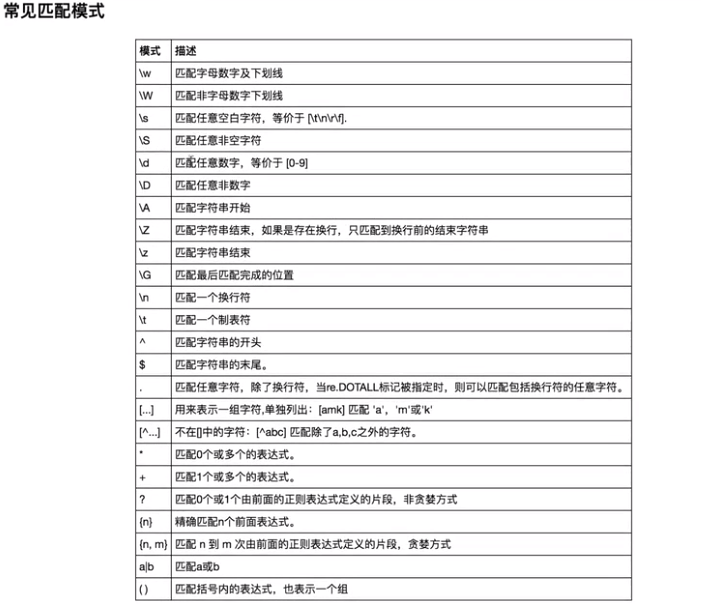 常见匹配模式
模式 描述
\w 匹配字母数字及下划线
\W 匹配非字母数字下划线
\s 匹配任意空白字符，等价于 [\t\n\r\f].
\S 匹配任意非空字符
\d 匹配任意数字，等价于 [0-9]
\D 匹配任意非数字
\A 匹配字符串开始
\Z 匹配字符串结束，如果是存在换行，只匹配到换行前的结束字符串
\z 匹配字符串结束
\G 匹配最后匹配完成的位置
\n 匹配一个换行符
\t 匹配一个制表符
^ 匹配字符串的开头
$ 匹配字符串的末尾。
. 匹配任意字符，除了换行符，当re.DOTALL标记被指定时，则可以匹配包括换行符的任意字符。
[...] 用来表示一组字符,单独列出：[amk] 匹配 'a'，'m'或'k'
[^...] 不在[]中的字符：[^abc] 匹配除了a,b,c之外的字符。
* 匹配0个或多个的表达式。
+ 匹配1个或多个的表达式。
? 匹配0个或1个由前面的正则表达式定义的片段，非贪婪方式
{n} 精确匹配n个前面表达式。
{n, m} 匹配 n 到 m 次由前面的正则表达式定义的片段，贪婪方式
a|b 匹配a或b
( ) 匹配括号内的表达式，也表示一个组